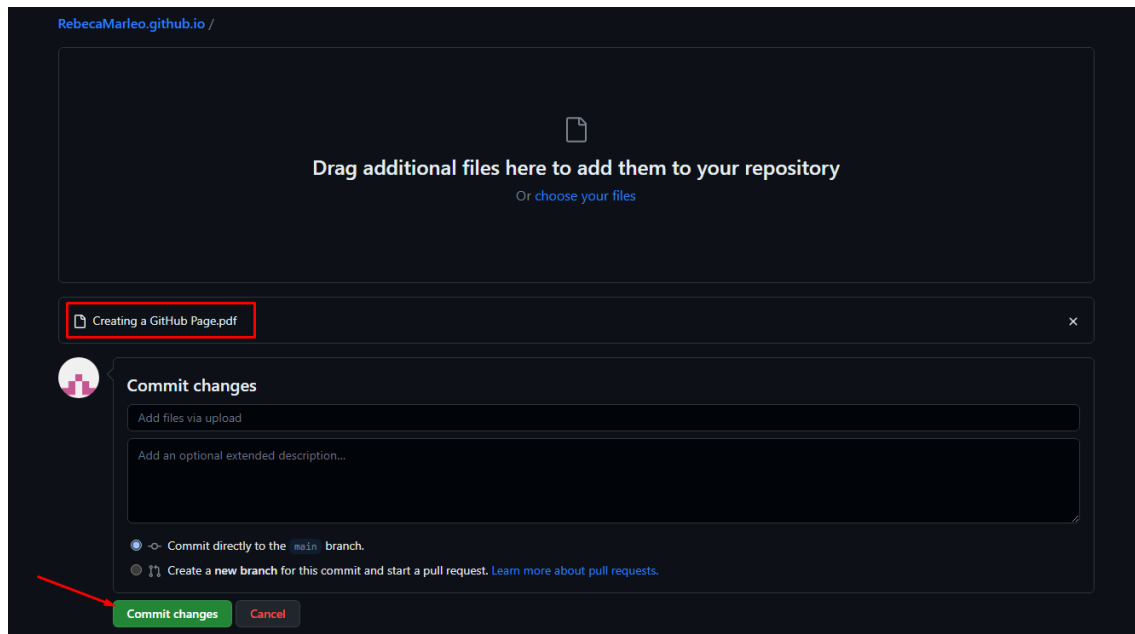 RebecaMarleo.github.io /
Drag additional files here to add them to your repository
Or choose your files
Creating a GitHub Page.pdf
Commit changes
Add files via upload
Add an optional extended description...
Commit directly to the main branch.
Create a new branch for this commit and start a pull request. Learn more about pull requests.
Commit changes Cancel